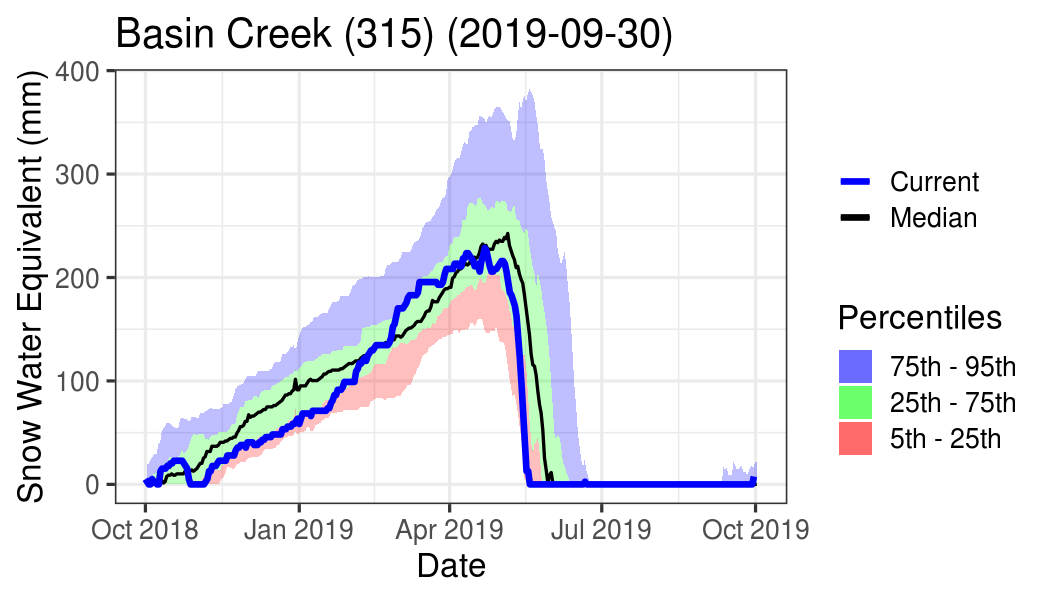 Basin Creek (315) (2019-09-30)
Snow Water Equivalent (mm)
400
300
200
100
0
Oct 2018
Jan 2019
Apr 2019
Jul 2019
Oct 2019
Date
Current
Median
Percentiles
75th - 95th
25th - 75th
5th - 25th